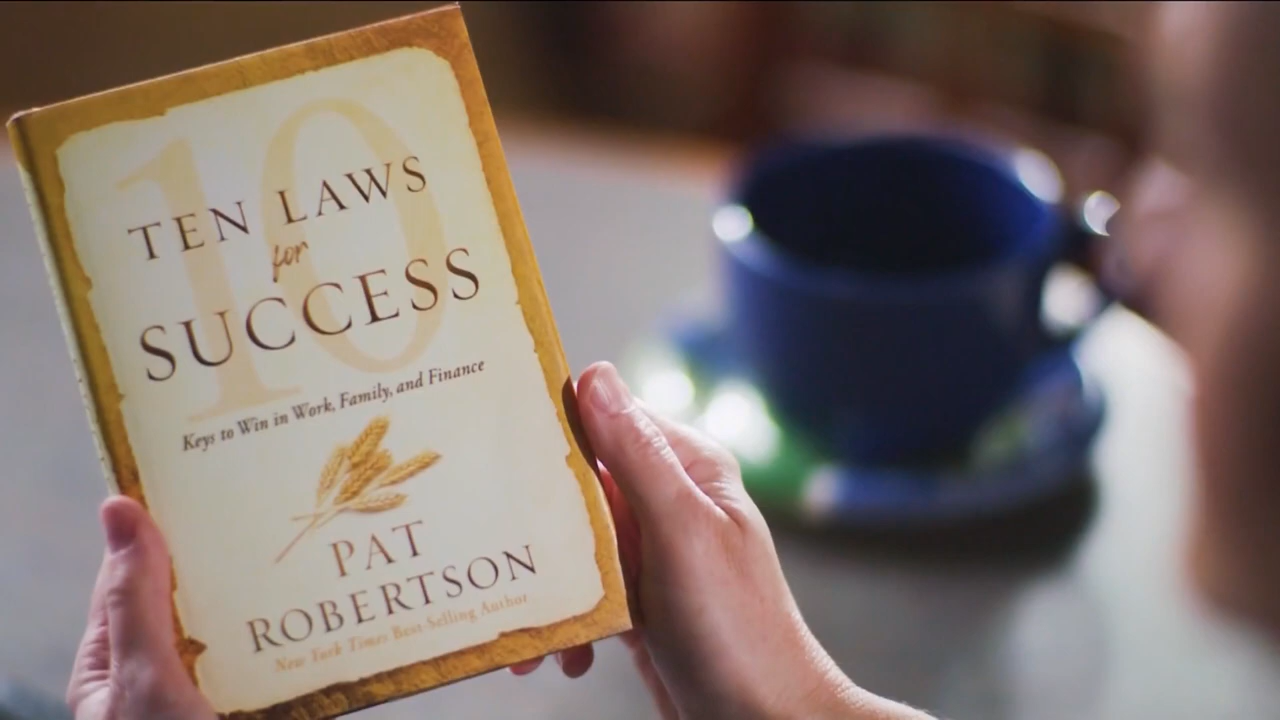 10
TEN LAWS
for
SUCCESS
Keys to Win in Work, Family, and Finance
PAT
ROBERTSON
New York Times Best-Selling Author